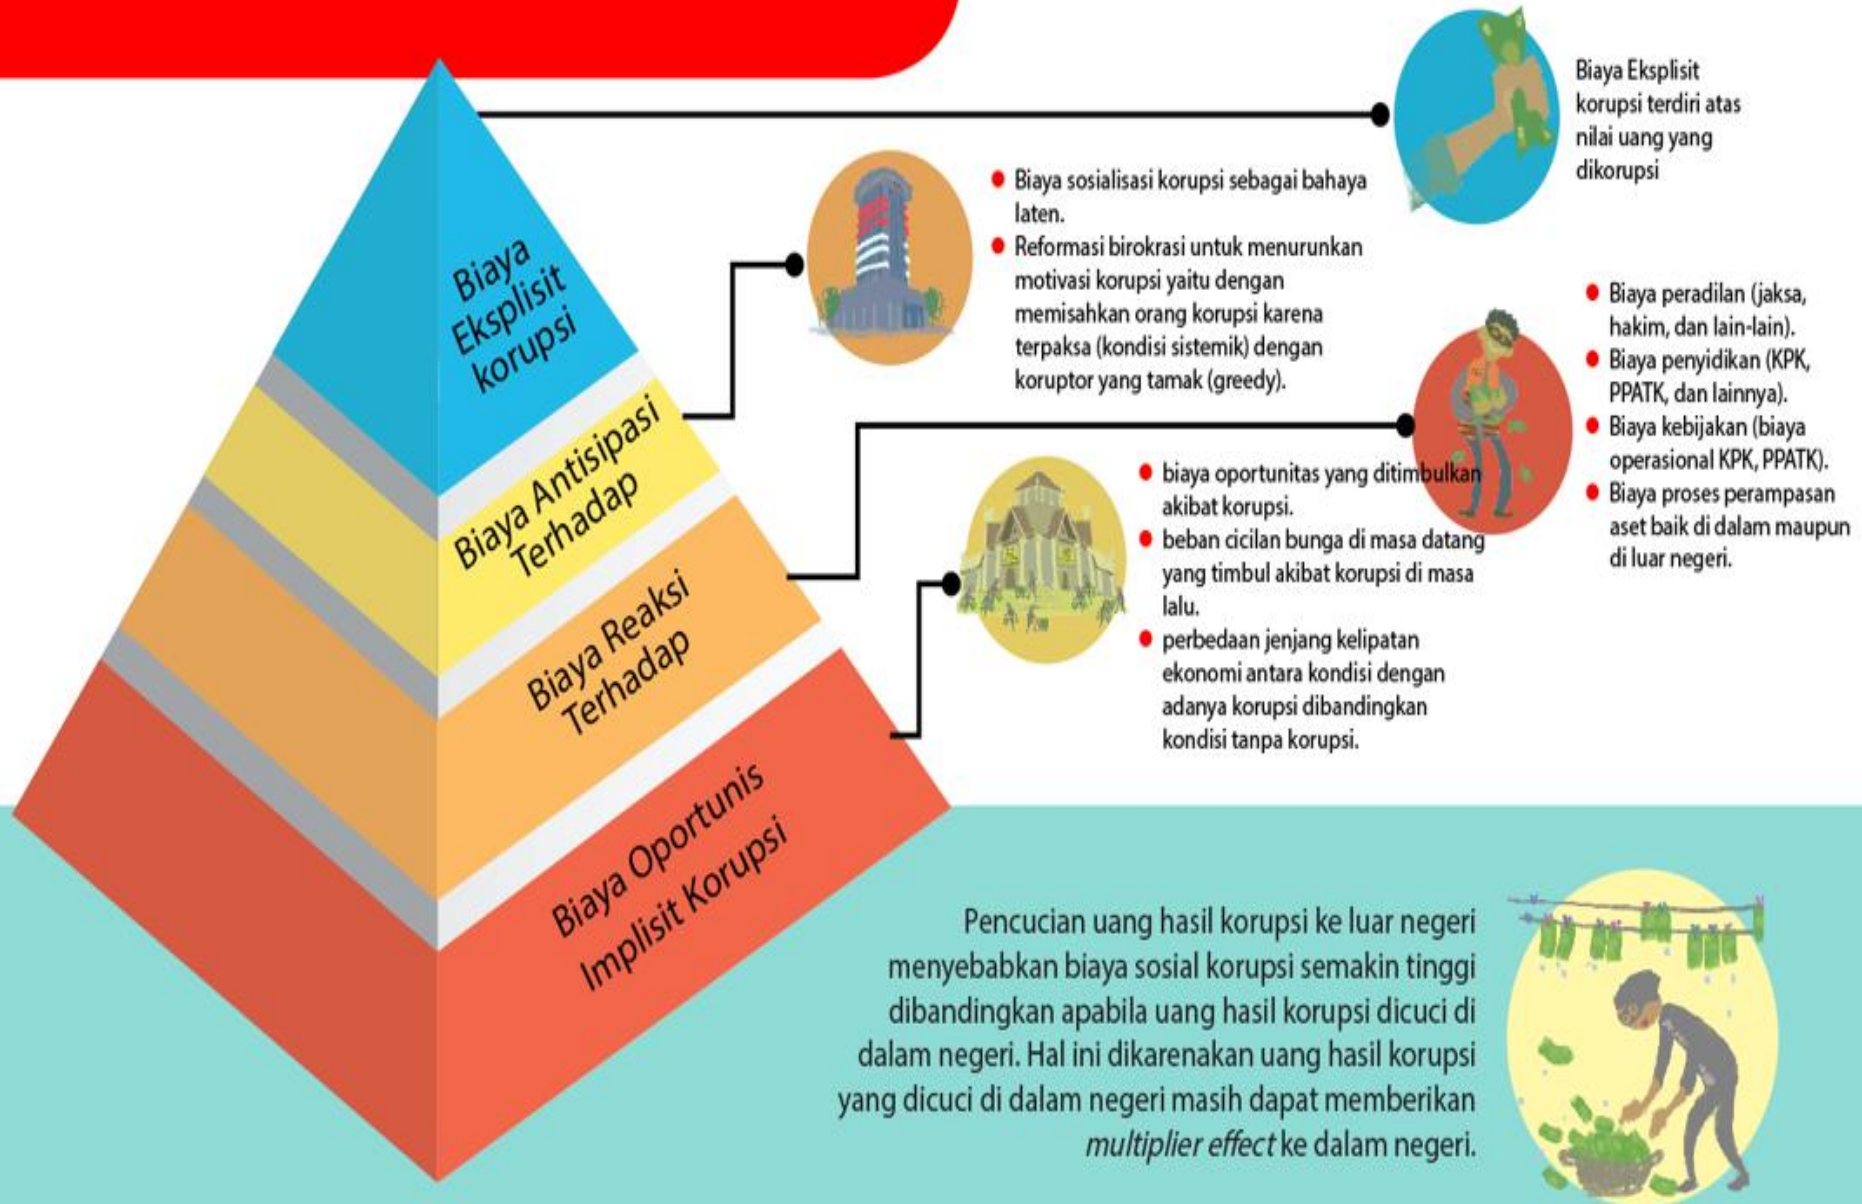 Biaya
Eksplisit
korupsi
Biaya Antisipasi
Terhadap
Biaya Reaksi
Terhadap
Biaya Oportunis
Implisit Korupsi
Biaya Eksplisit
korupsi terdiri atas
nilai uang yang
dikorupsi
Biaya sosialisasi korupsi sebagai bahaya
laten.
Reformasi birokrasi untuk menurunkan
motivasi korupsi yaitu dengan
memisahkan orang korupsi karena
terpaksa (kondisi sistemik) dengan
koruptor yang tamak (greedy).
Biaya peradilan (jaksa,
hakim, dan lain-lain).
Biaya penyidikan (KPK,
PPATK, dan lainnya).
Biaya kebijakan (biaya
operasional KPK, PPATK).
Biaya proses perampasan
aset baik di dalam maupun
di luar negeri.
biaya oportunitas yang ditimbulkan
akibat korupsi.
beban cicilan bunga di masa datang
yang timbul akibat korupsi di masa
lalu.
perbedaan jenjang kelipatan
ekonomi antara kondisi dengan
adanya korupsi dibandingkan
kondisi tanpa korupsi.
Pencucian uang hasil korupsi ke luar negeri
menyebabkan biaya sosial korupsi semakin tinggi
dibandingkan apabila uang hasil korupsi dicuci di
dalam negeri. Hal ini dikarenakan uang hasil korupsi
yang dicuci di dalam negeri masih dapat memberikan
multiplier effect ke dalam negeri.